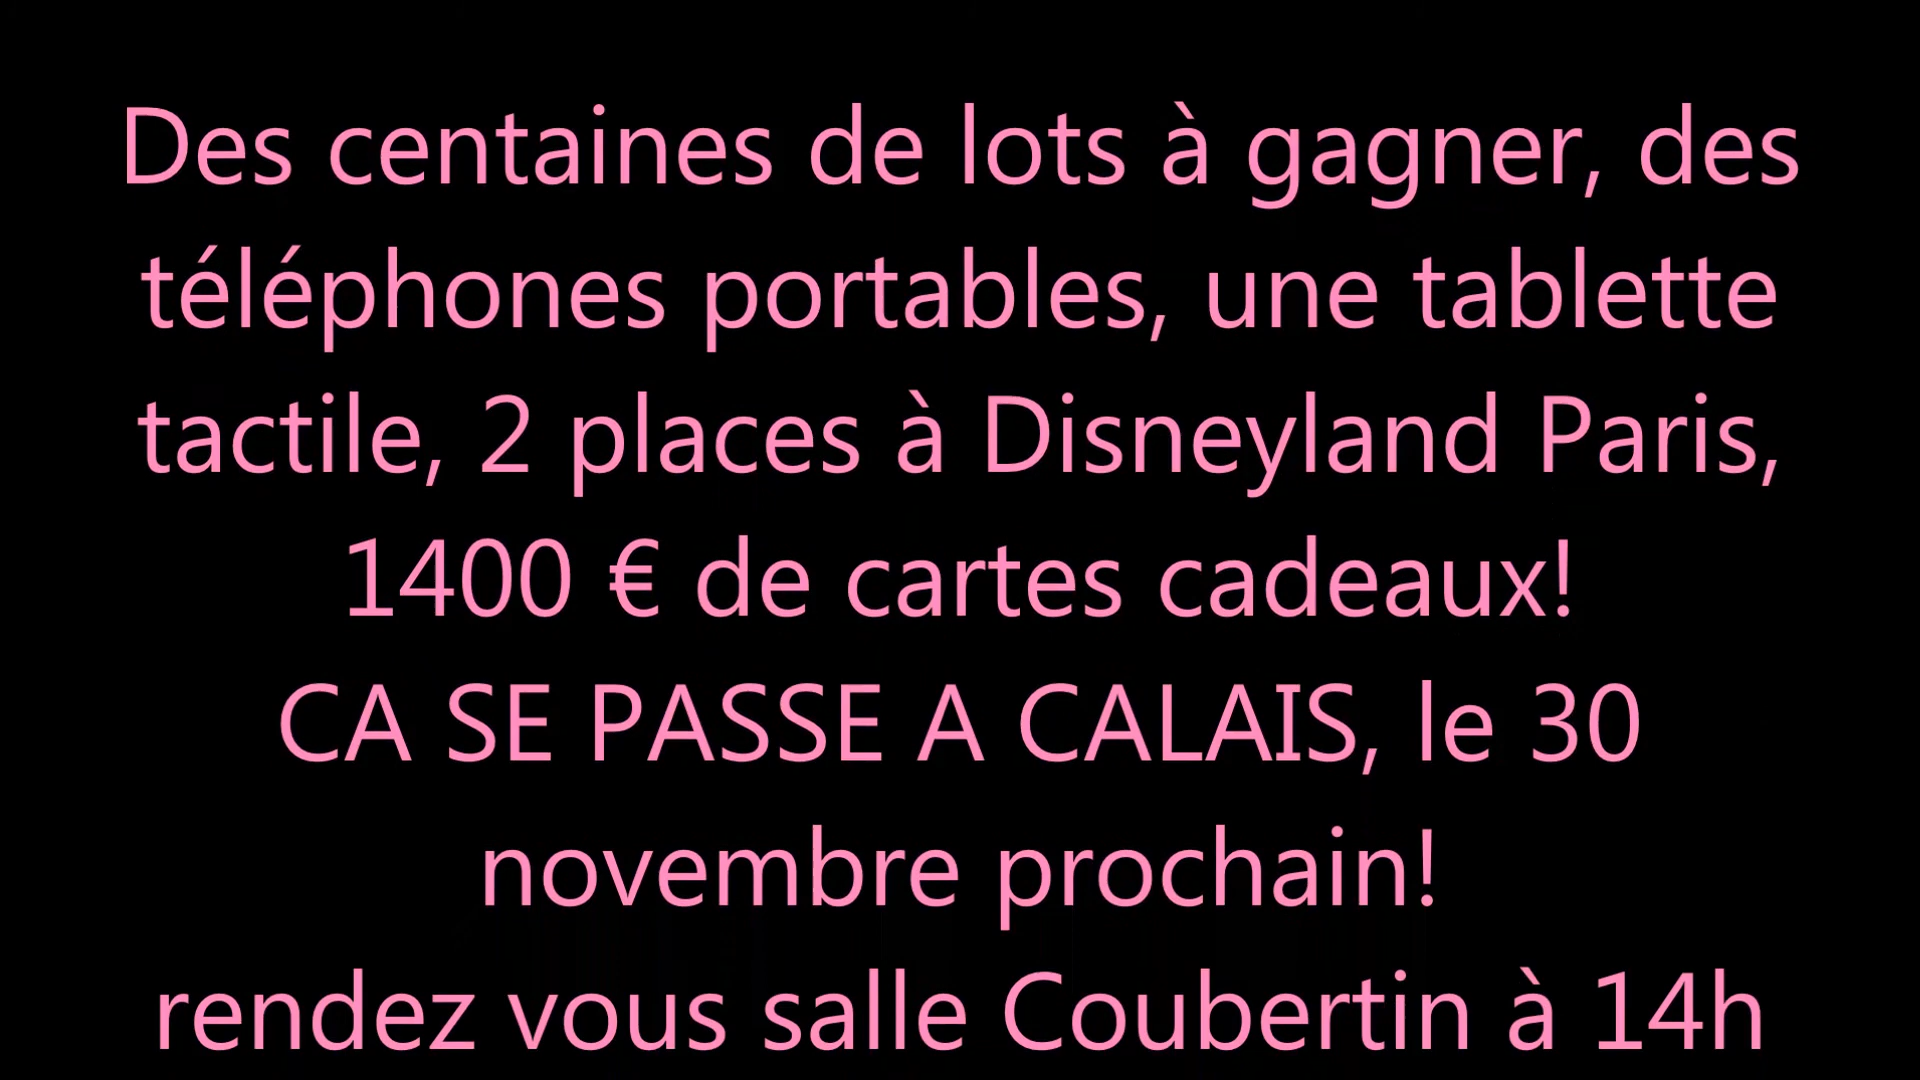 Des centaines de lots à gagner, des
téléphones portables, une tablette
tactile, 2 places à Disneyland Paris,
1400 € de cartes cadeaux!
CA SE PASSE A CALAIS, le 30
novembre prochain!
rendez vous salle Coubertin à 14h